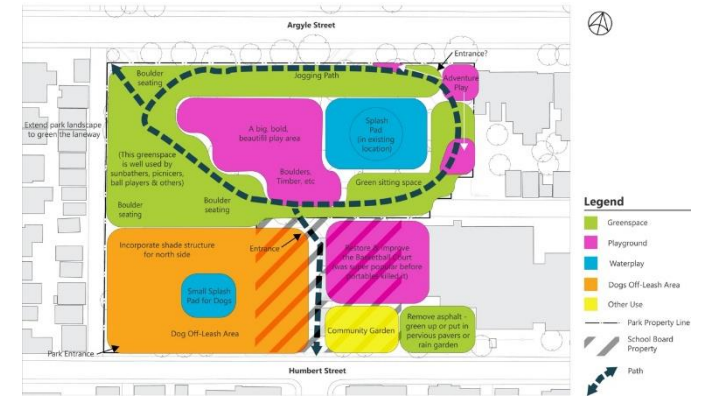 Argyle Street
Entrance?
Boulder
seating
Jogging Path
Adventure
Play
Extend park landscape
to green the laneway
A big, bold,
beautifil play area
Splash
Pad
(in existing
location)
(This greenspace
is well used by
sunbathers, picnicers,
ball players & others)
Boulders,
Timber, etc
Green sitting space
Boulder
seating
Boulder
seating
Incorporate shade structure
for north side
Entrance
Restore & improve
the Basketball Court
was super popular before
portables killed it)
Small Splash
Pad for Dogs
Dog Off-Leash Area
Community Garden
Remove asphalt -
green up or put in
pervious pavers or
rain garden
Park Entrance
Humbert Street
Legend
Greenspace
Playground
Waterplay
Dogs Off-Leash Area
Other Use
Park Property Line
School Board
Property
Path